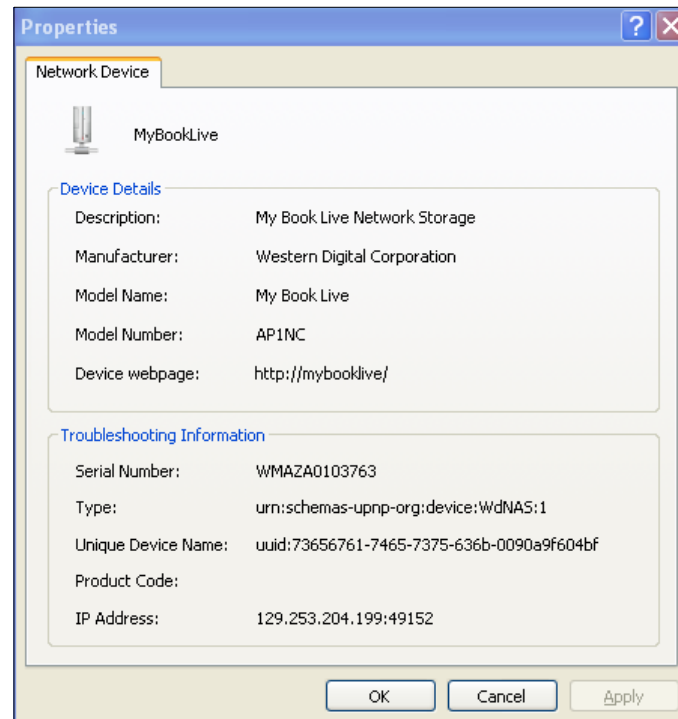 Properties
Network Device
MyBookLive
Device Details
Description: My Book Live Network Storage
Manufacturer: Western Digital Corporation
Model Name: My Book Live
Model Number: AP1NC
Device webpage: http://mybooklive/
Troubleshooting Information
Serial Number: WMAZA0103763
Type: urn:schemas-upnp-org:device:WdNAS:1
Unique Device Name: uuid:73656761-7465-7375-636b-0090a9f604bf
Product Code:
IP Address: 129.253.204.199:49152
OK Cancel Apply